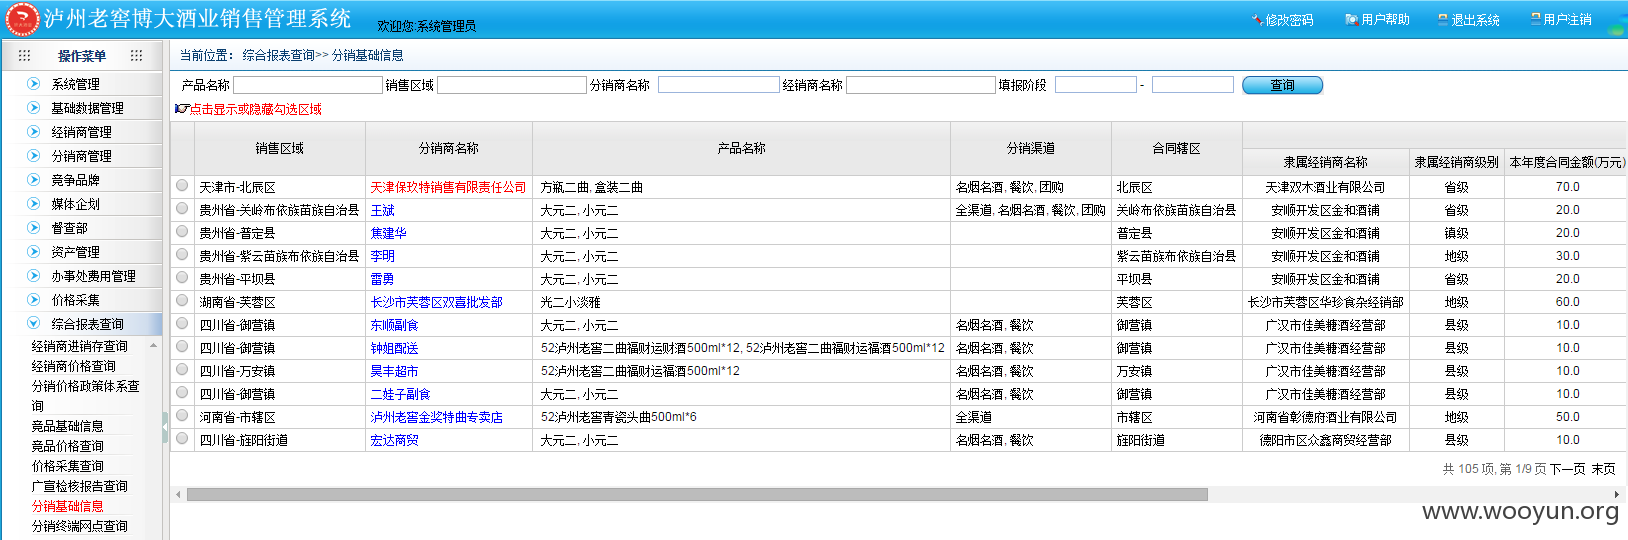 泸州老窖博大酒业销售管理系统 欢迎您:系统管理员 修改密码 用户帮助 退出系统 用户注销
操作菜单 当前位置: 综合报表查询>> 分销基础信息
系统管理
基础数据管理
经销商管理
分销商管理
竞争品牌
媒体企划
督查部
资产管理
办事处费用管理
价格采集
综合报表查询
经销商进销存查询
经销商价格查询
分销价格政策体系查
询
竞品基础信息
竞品价格查询
价格采集查询
广宣检核报告查询
分销基础信息
分销终端网点查询
产品名称 销售区域 分销商名称 经销商名称 填报阶段 - 查询
点击显示或隐藏勾选区域
销售区域 分销商名称 产品名称 分销渠道 合同辖区 隶属经销商名称 隶属经销商级别 本年度合同金额(万元)
天津市-北辰区 天津保玖特销售有限责任公司 方瓶二曲, 盒装二曲 名烟名酒, 餐饮, 团购 北辰区 天津双木酒业有限公司 省级 70.0
贵州省-关岭布依族苗族自治县 王斌 大元二, 小元二 全渠道, 名烟名酒, 餐饮, 团购 关岭布依族苗族自治县 安顺开发区金和酒铺 省级 20.0
贵州省-普定县 焦建华 大元二, 小元二 普定县 安顺开发区金和酒铺 镇级 20.0
贵州省-紫云苗族布依族自治县 李明 大元二, 小元二 紫云苗族布依族自治县 安顺开发区金和酒铺 地级 30.0
贵州省-平坝县 雷勇 大元二, 小元二 平坝县 安顺开发区金和酒铺 省级 20.0
湖南省-芙蓉区 长沙市芙蓉区双喜批发部 光二小淡雅 芙蓉区 长沙市芙蓉区华珍食杂经销部 地级 60.0
四川省-御营镇 东顺副食 大元二, 小元二 名烟名酒, 餐饮 御营镇 广汉市佳美糖酒经营部 县级 10.0
四川省-御营镇 钟姐配送 52泸州老窖二曲福财运财酒500ml*12, 52泸州老窖二曲福财运福酒500ml*12 名烟名酒, 餐饮 御营镇 广汉市佳美糖酒经营部 县级 10.0
四川省-万安镇 昊丰超市 52泸州老窖二曲福财运福酒500ml*12 名烟名酒, 餐饮 万安镇 广汉市佳美糖酒经营部 县级 10.0
四川省-御营镇 二娃子副食 大元二, 小元二 名烟名酒, 餐饮 御营镇 广汉市佳美糖酒经营部 县级 10.0
河南省-市辖区 泸州老窖金奖特曲专卖店 52泸州老窖青瓷头曲500ml*6 全渠道 市辖区 河南省彰德府酒业有限公司 地级 50.0
四川省-旌阳街道 宏达商贸 大元二, 小元二 名烟名酒, 餐饮 旌阳街道 德阳市区众鑫商贸经营部 县级 10.0
共 105 项, 第 1/9 页 下一页 末页
www.wooyun.org